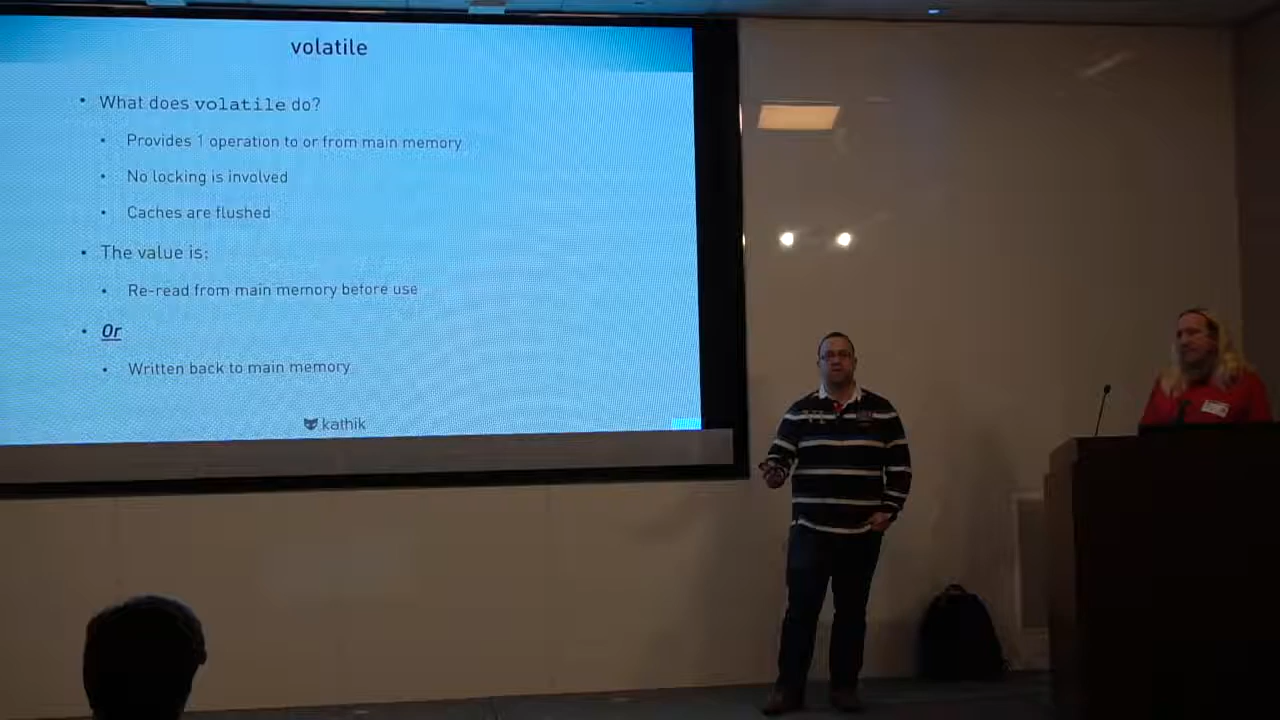 volatile
• What does volatile do?
• Provides 1 operation to or from main memory
• No locking is involved
• Caches are flushed
• The value is:
• Re-read from main memory before use
• Or
• Written back to main memory
kathik